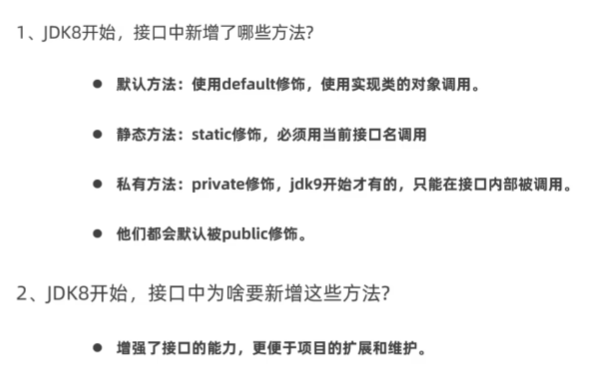 1、JDK8开始，接口中新增了哪些方法？
● 默认方法：使用default修饰，使用实现类的对象调用。
● 静态方法：static修饰，必须用当前接口名调用
● 私有方法：private修饰，jdk9开始才有的，只能在接口内部被调用。
● 他们都会默认被public修饰。
2、JDK8开始，接口中为啥要新增这些方法？
● 增强了接口的能力，更便于项目的扩展和维护。